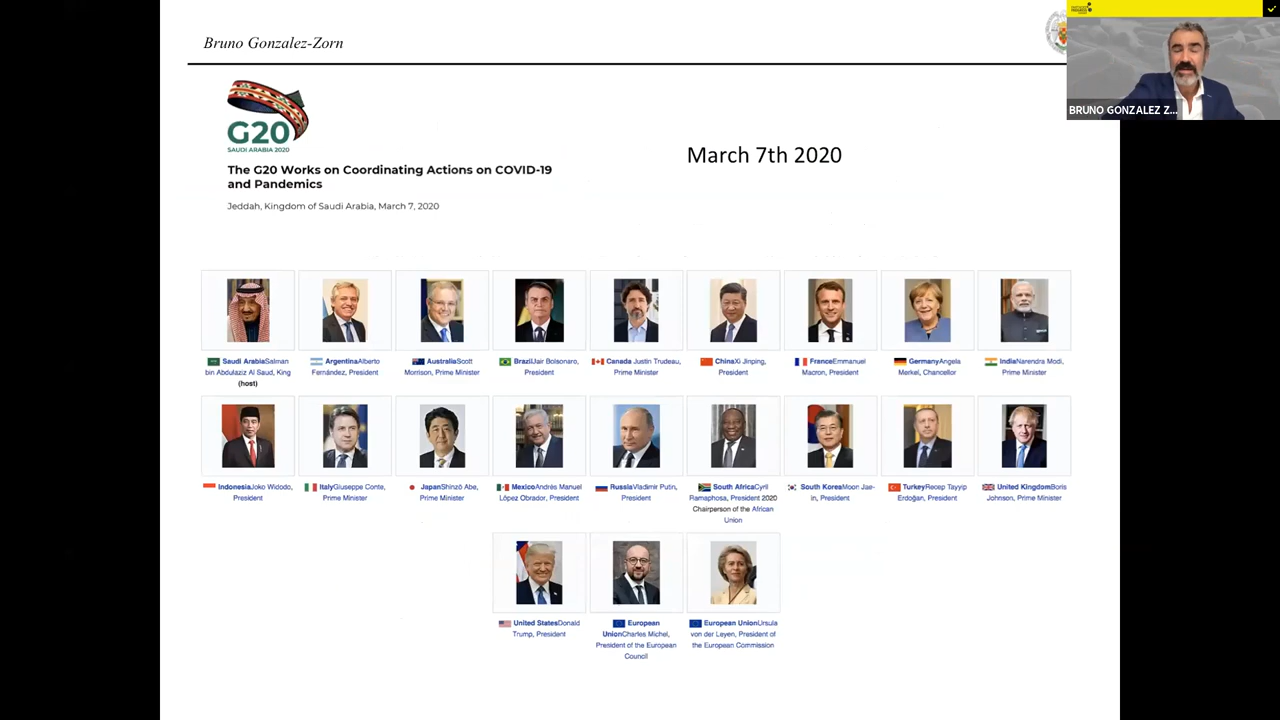 Bruno Gonzalez-Zorn
BRUNO GONZALEZ Z...
G20
SAUDI ARABIA 2020
March 7th 2020
The G20 Works on Coordinating Actions on COVID-19
and Pandemics
Jeddah, Kingdom of Saudi Arabia, March 7, 2020
Saudi ArabiaSalman
bin Abdulaziz Al Saud, King
(host)
ArgentinaAlberto
Fernández, President
AustraliaScott
Morrison, Prime Minister
BrazilJair Bolsonaro,
President
Canada Justin Trudeau,
Prime Minister
ChinaXi Jinping,
President
FranceEmmanuel
Macron, President
GermanyAngela
Merkel, Chancellor
IndiaNarendra Modi,
Prime Minister
IndonesiaJoko Widodo,
President
ItalyGiuseppe Conte,
Prime Minister
JapanShinzō Abe,
Prime Minister
MexicoAndrés Manuel
López Obrador, President
RussiaVladimir Putin,
President
South AfricaCyril
Ramaphosa, President 2020
Chairperson of the African
Union
South KoreaMoon Jae-
in, President
TurkeyRecep Tayyip
Erdoğan, President
United KingdomBoris
Johnson, Prime Minister
United StatesDonald
Trump, President
European
UnionCharles Michel,
President of the European
Council
European UnionUrsula
von der Leyen, President of
the European Commission